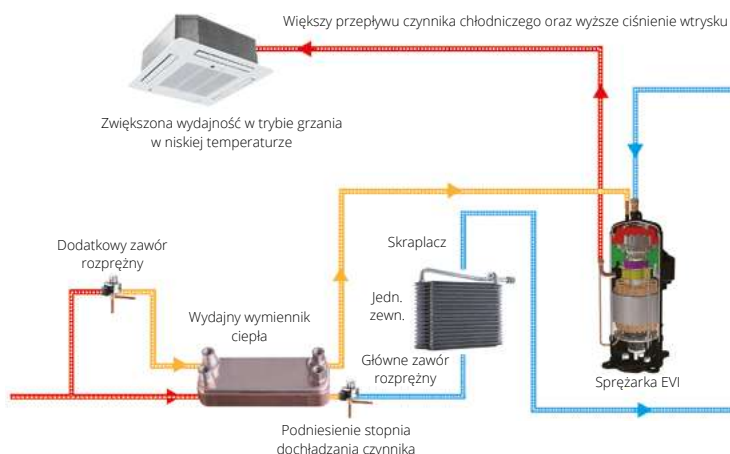 Większy przepływu czynnika chłodniczego oraz wyższe ciśnienie wtrysku
Zwiększona wydajność w trybie grzania
w niskiej temperaturze
Dodatkowy zawór
rozprężny
Wydajny wymiennik
ciepła
Skraplacz
Jedn.
zewn.
Główne zawór
rozprężny
Sprężarka EVI
Podniesienie stopnia
dochładzania czynnika